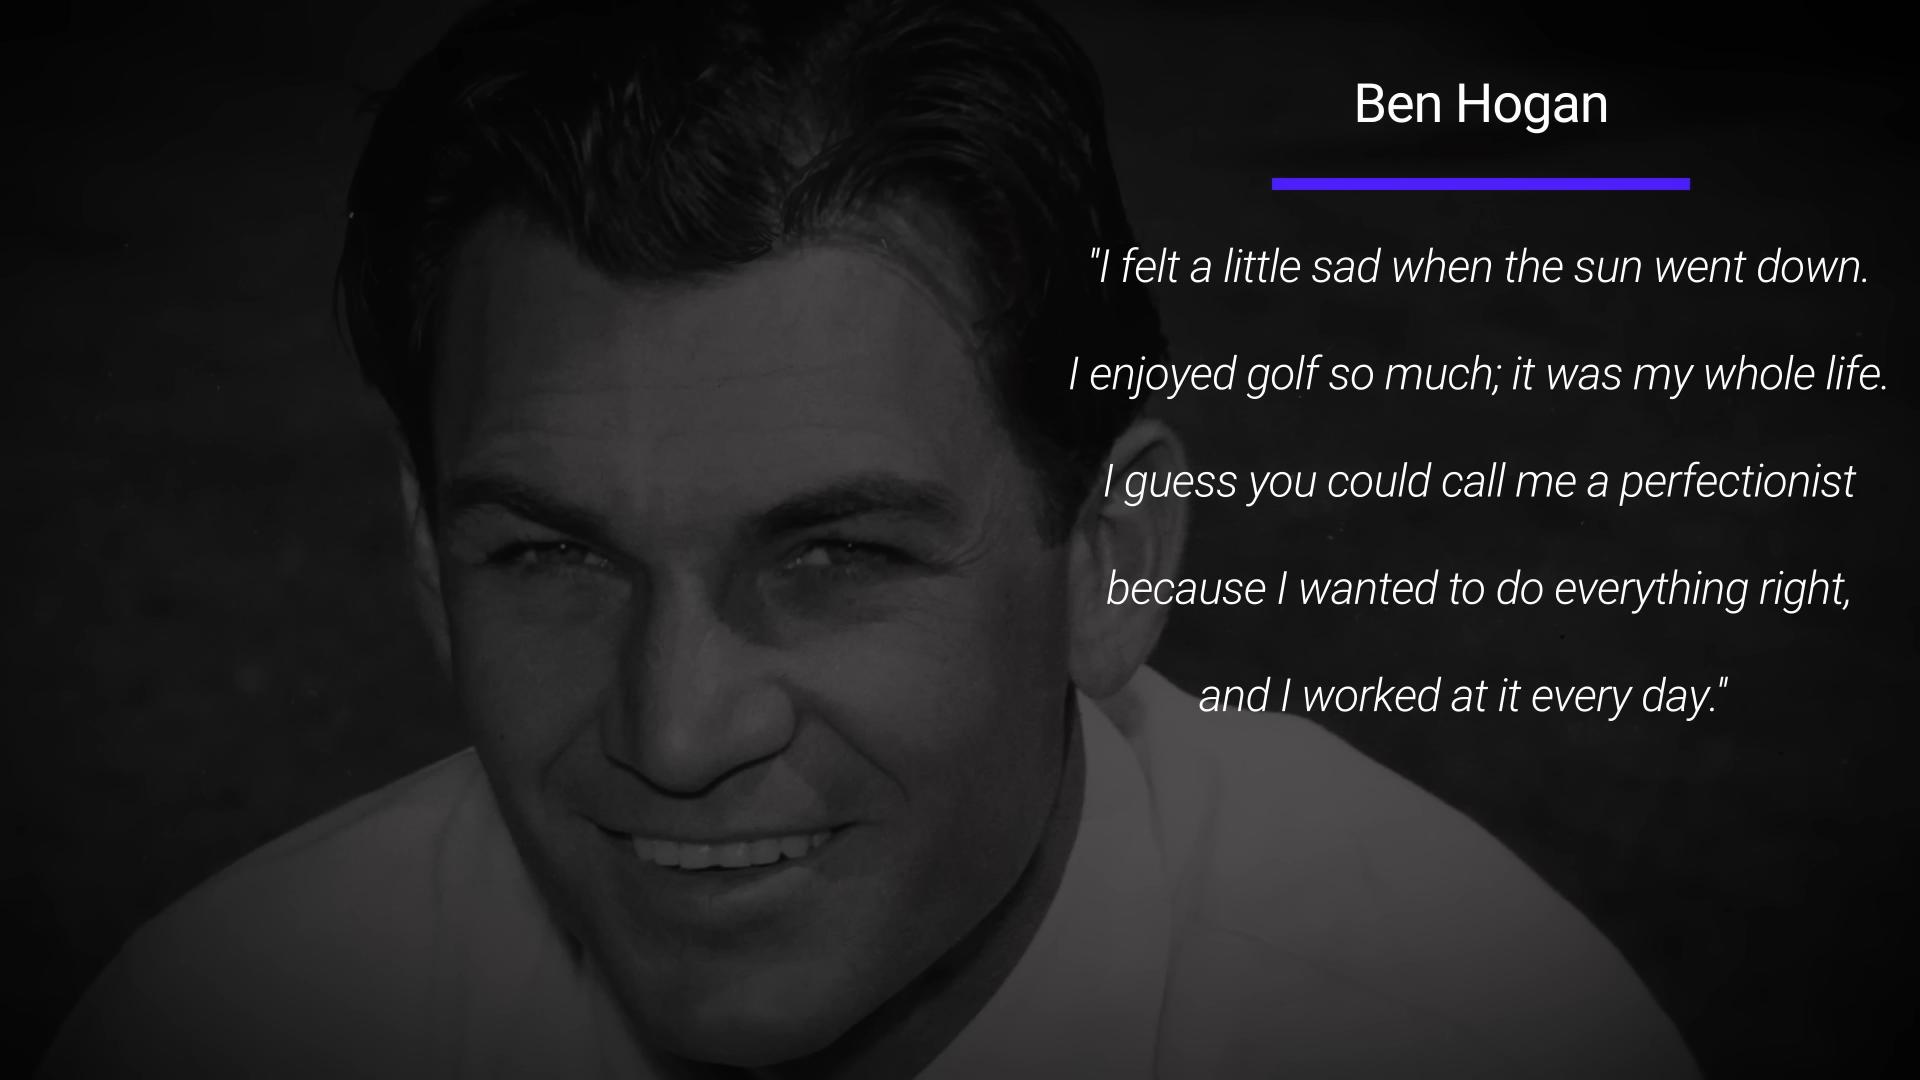 Ben Hogan
"I felt a little sad when the sun went down.
I enjoyed golf so much; it was my whole life.
I guess you could call me a perfectionist
because I wanted to do everything right,
and I worked at it every day."